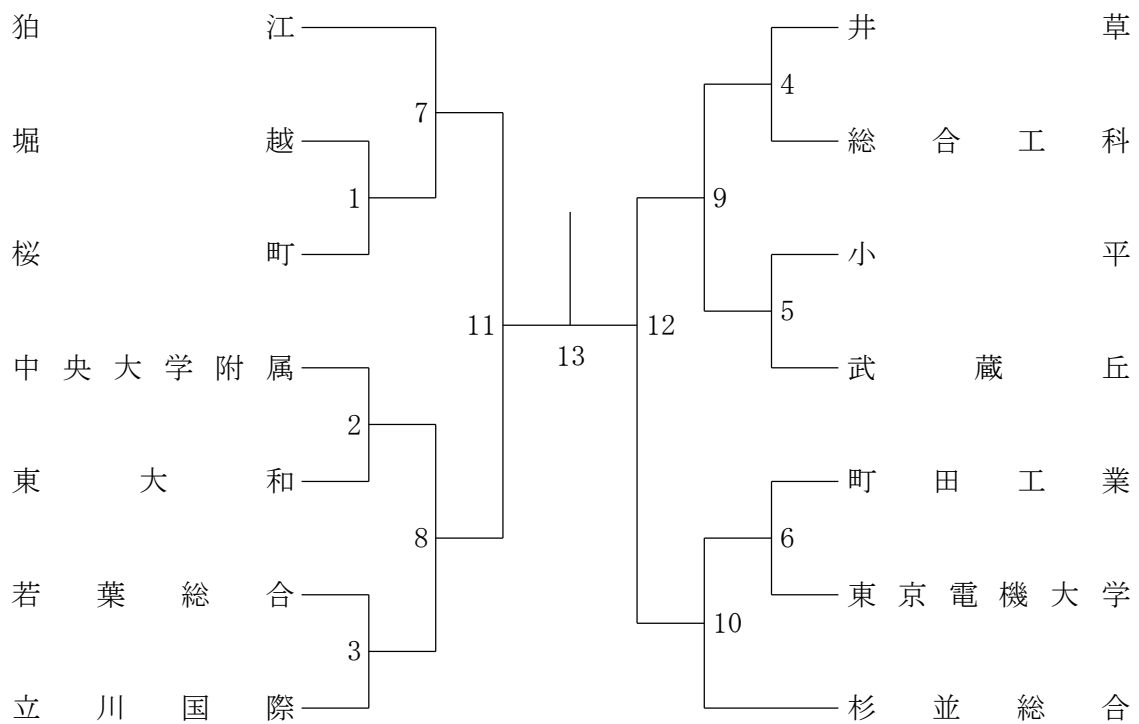 狛江
井草
7
4
堀越
総合工科
1
9
桜町
小平
11
12
5
13
中央大学附属
武蔵丘
2
東大和
町田工業
8
6
若葉総合
東京電機大学
10
3
立川国際
杉並総合